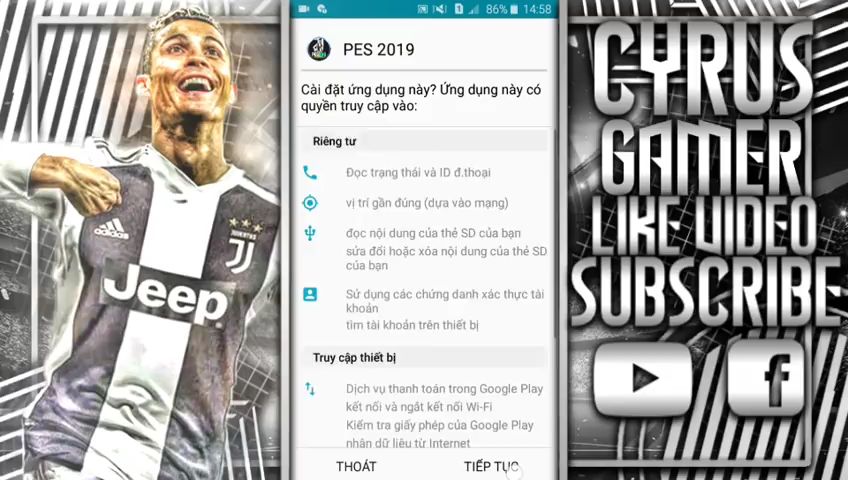 86% 14:58
PES 2019
Cài đặt ứng dụng này? Ứng dụng này có
quyền truy cập vào:
Riêng tư
Đọc trạng thái và ID đ.thoại
vị trí gần đúng (dựa vào mạng)
đọc nội dung của thẻ SD của bạn
sửa đổi hoặc xóa nội dung của thẻ SD
của bạn
Sử dụng các chứng danh xác thực tài
khoản
tìm tài khoản trên thiết bị
Truy cập thiết bị
Dịch vụ thanh toán trong Google Play
kết nối và ngắt kết nối Wi-Fi
Kiểm tra giấy phép của Google Play
nhận dữ liệu từ Internet
THOÁT
TIẾP TỤC
adidas
JUVENTUS
Jeep
CYRUS
GAMER
LIKE VIDEO
SUBSCRIBE